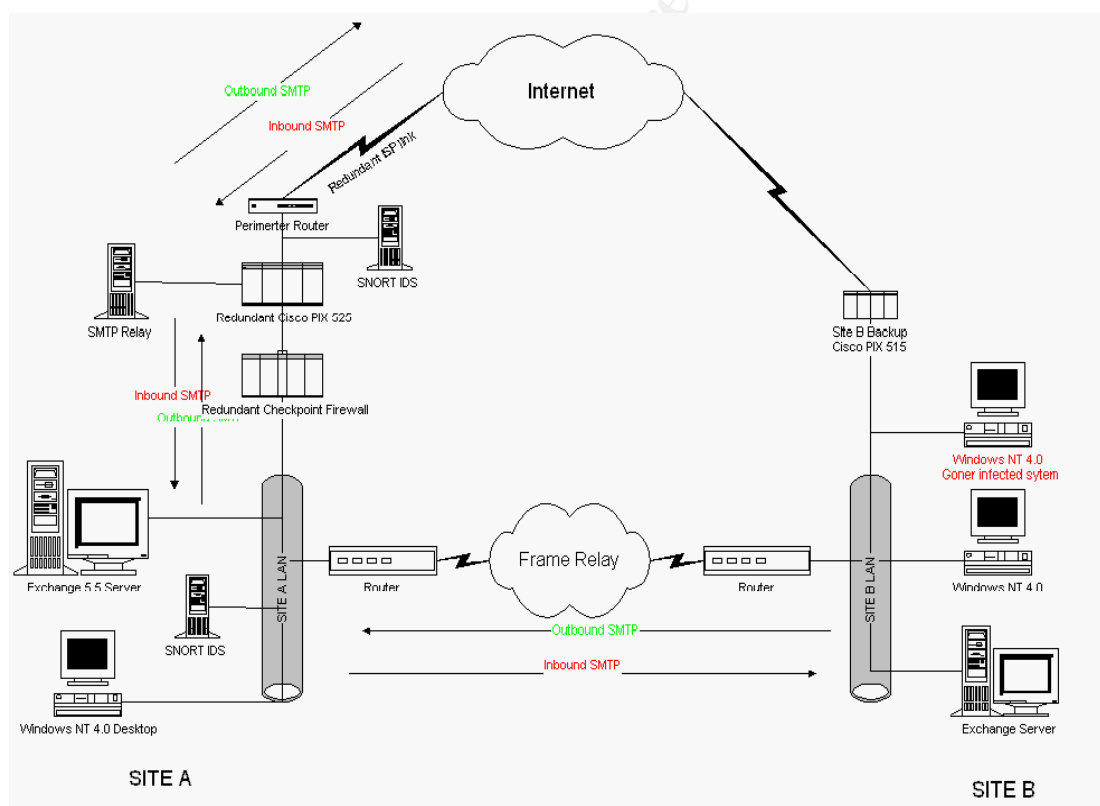 Internet
Outbound SMTP
Inbound SMTP
Redundant ISP link
Perimerter Router
SNORT IDS
SMTP Relay
Redundant Cisco PIX 525
Site B Backup
Cisco PIX 515
Inbound SMTP
Redundant Checkpoint Firewall
Outbound
Windows NT 4.0
Goner infected sytem
Exchange 5.5 Server
SITE A LAN
Router
Frame Relay
Router
SITE B LAN
Windows NT 4.0
SNORT IDS
Outbound SMTP
Inbound SMTP
Windows NT 4.0 Desktop
Exchange Server
SITE A
SITE B